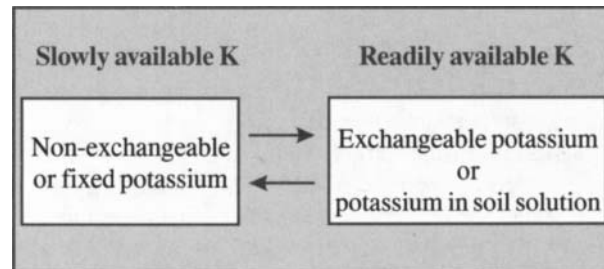 Slowly available K
Readily available K
Non-exchangeable
or fixed potassium
Exchangeable potassium
or
potassium in soil solution